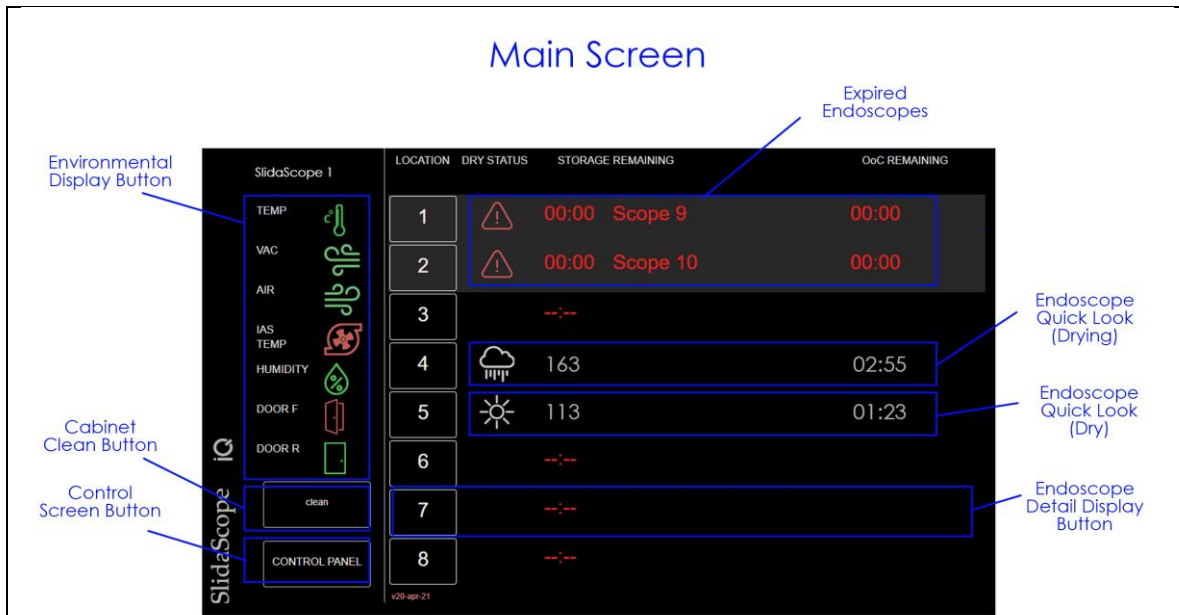 Main Screen
Expired
Endoscopes
Environmental
Display Button
SlidaScope 1
LOCATION DRY STATUS STORAGE REMAINING OoC REMAINING
TEMP
VAC
AIR
IAS
TEMP
HUMIDITY
DOOR F
DOOR R
1 00:00 Scope 9 00:00
2 00:00 Scope 10 00:00
3 --:--
4 163 02:55
5 113 01:23
6 --:--
7 --:--
8 --:--
Endoscope
Quick Look
(Drying)
Endoscope
Quick Look
(Dry)
Endoscope
Detail Display
Button
Cabinet
Clean Button
Control
Screen Button
clean
CONTROL PANEL
SlidaScope iQ
v20-apr-21